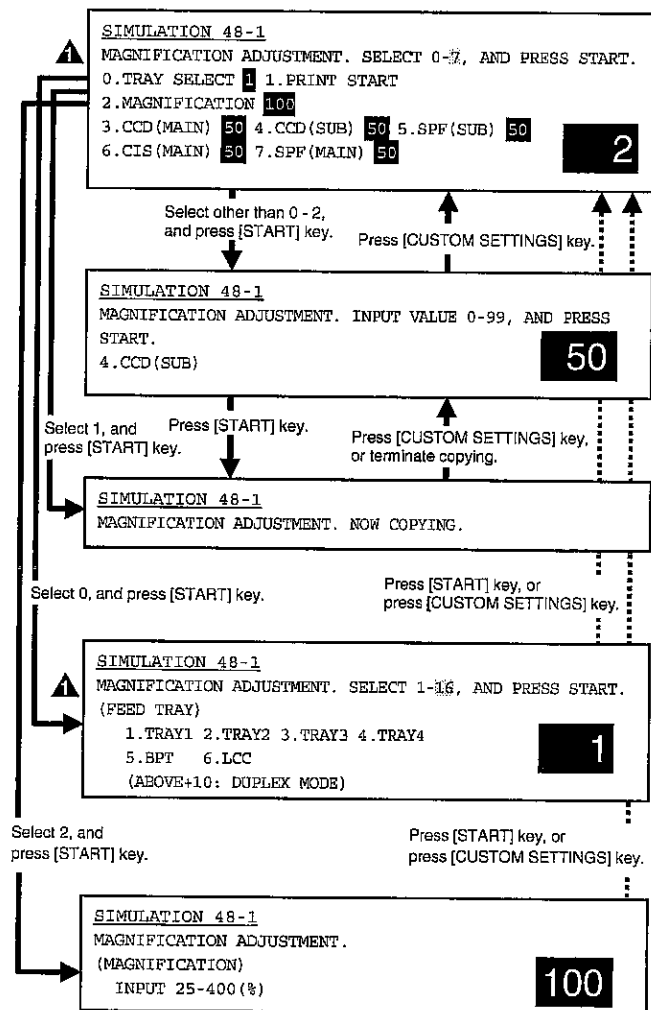 SIMULATION 48-1
1
MAGNIFICATION ADJUSTMENT. SELECT 0-7, AND PRESS START.
0.TRAY SELECT 1 1.PRINT START
2.MAGNIFICATION 100
3.CCD(MAIN) 50 4.CCD(SUB) 50 5.SPF(SUB) 50
6.CIS(MAIN) 50 7.SPF(MAIN) 50
2
Select other than 0 - 2,
and press [START] key.
Press [CUSTOM SETTINGS] key.
SIMULATION 48-1
MAGNIFICATION ADJUSTMENT. INPUT VALUE 0-99, AND PRESS
START.
4.CCD(SUB)
50
Select 1, and
press [START] key.
Press [START] key.
Press [CUSTOM SETTINGS] key,
or terminate copying.
SIMULATION 48-1
MAGNIFICATION ADJUSTMENT. NOW COPYING.
Select 0, and press [START] key.
Press [START] key, or
press [CUSTOM SETTINGS] key.
SIMULATION 48-1
1
MAGNIFICATION ADJUSTMENT. SELECT 1-16, AND PRESS START.
(FEED TRAY)
1.TRAY1 2.TRAY2 3.TRAY3 4.TRAY4
5.BPT 6.LCC
(ABOVE+10: DUPLEX MODE)
1
Select 2, and
press [START] key.
Press [START] key, or
press [CUSTOM SETTINGS] key.
SIMULATION 48-1
MAGNIFICATION ADJUSTMENT.
(MAGNIFICATION)
INPUT 25-400(%)
100